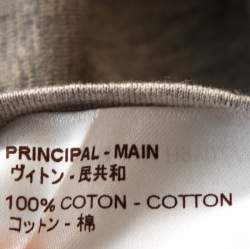 PRINCIPAL - MAIN
ヴィトン - 民共和
100% COTON - COTTON
コットン - 棉